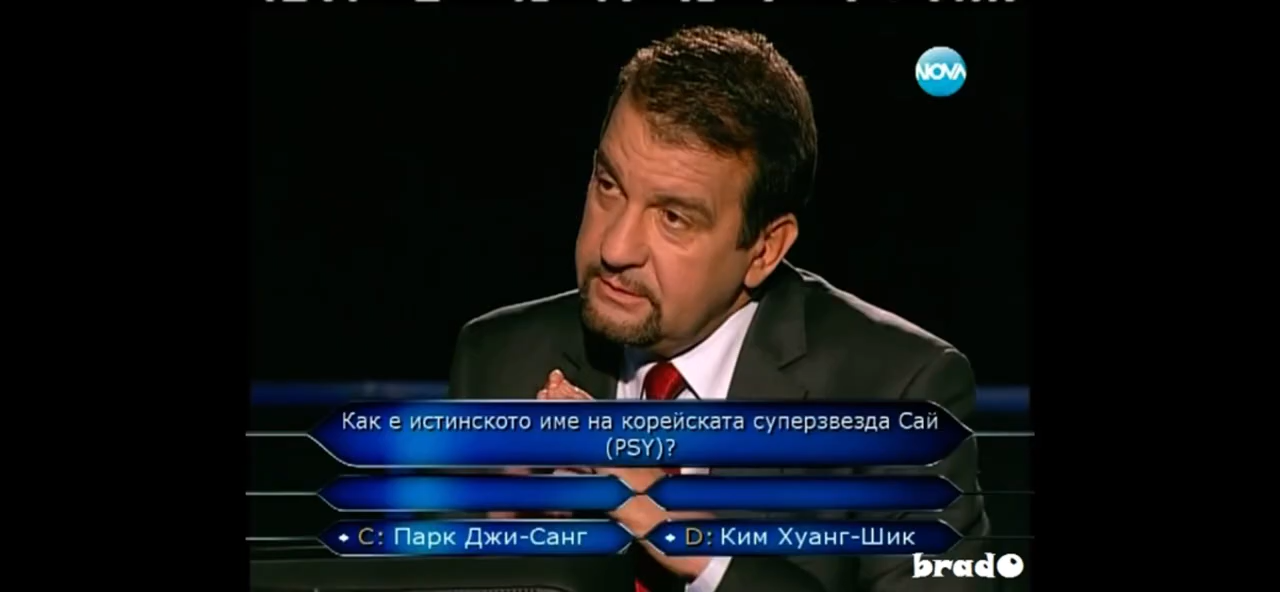 NOVA
Как е истинското име на корейската суперзвезда Сай
(PSY)?
C: Парк Джи-Санг
D: Ким Хуанг-Шик
bradO